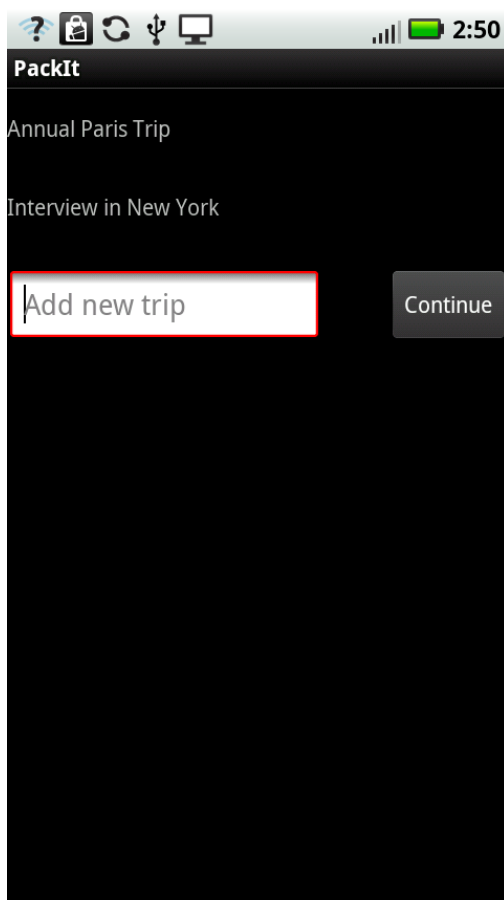 2:50
PackIt
Annual Paris Trip
Interview in New York
Add new trip
Continue